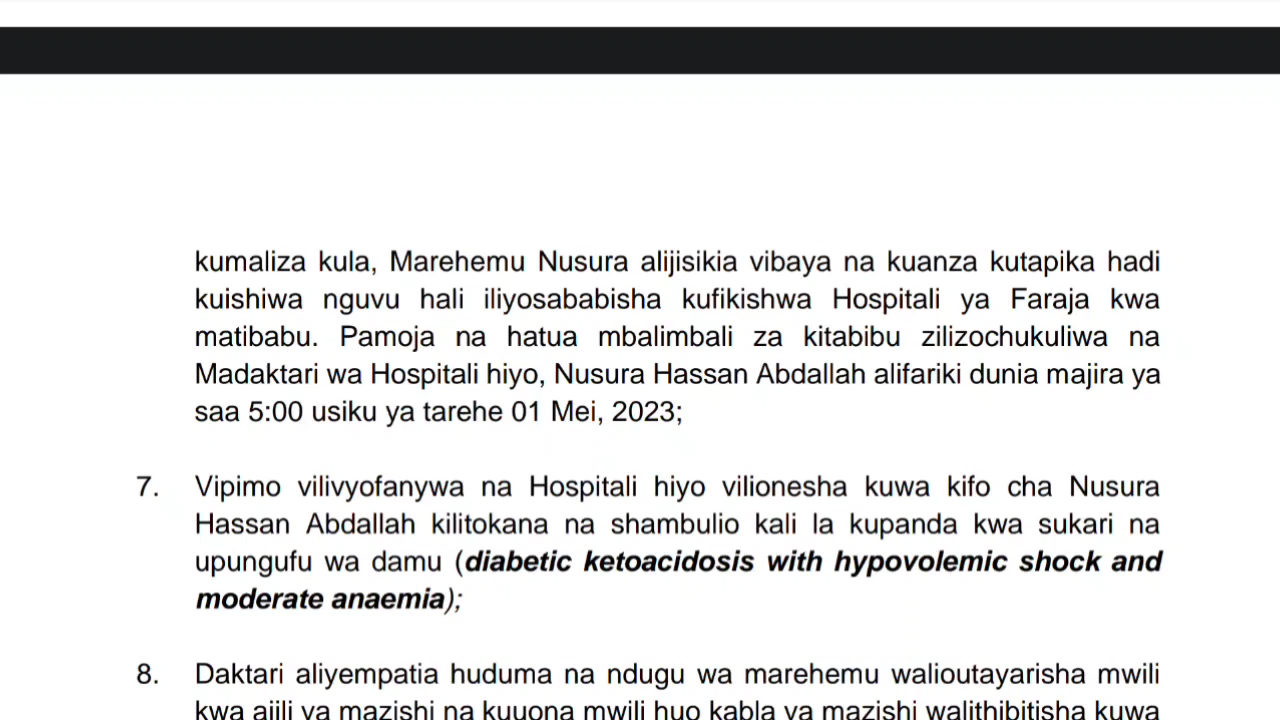 kumaliza kula, Marehemu Nusura alijisikia vibaya na kuanza kutapika hadi
kuishiwa nguvu hali iliyosababisha kufikishwa Hospitali ya Faraja kwa
matibabu. Pamoja na hatua mbalimbali za kitabibu zilizochukuliwa na
Madaktari wa Hospitali hiyo, Nusura Hassan Abdallah alifariki dunia majira ya
saa 5:00 usiku ya tarehe 01 Mei, 2023;
7. Vipimo vilivyofanywa na Hospitali hiyo vilionesha kuwa kifo cha Nusura
Hassan Abdallah kilitokana na shambulio kali la kupanda kwa sukari na
upungufu wa damu (diabetic ketoacidosis with hypovolemic shock and
moderate anaemia);
8. Daktari aliyempatia huduma na ndugu wa marehemu walioutayarisha mwili
kwa ajili ya mazishi na kuuona mwili huo kabla ya mazishi walithibitisha kuwa